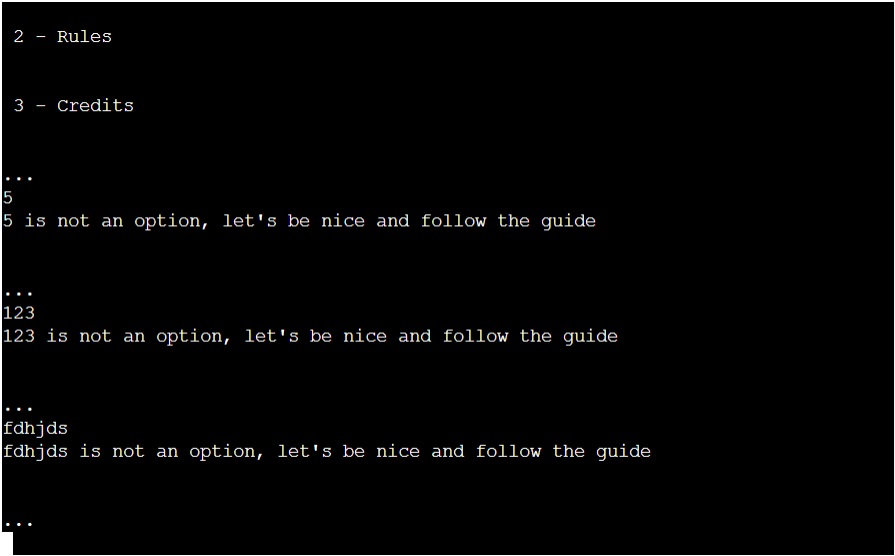 2 - Rules
3 - Credits
...
5
5 is not an option, let's be nice and follow the guide
...
123
123 is not an option, let's be nice and follow the guide
...
fdhjds
fdhjds is not an option, let's be nice and follow the guide
...